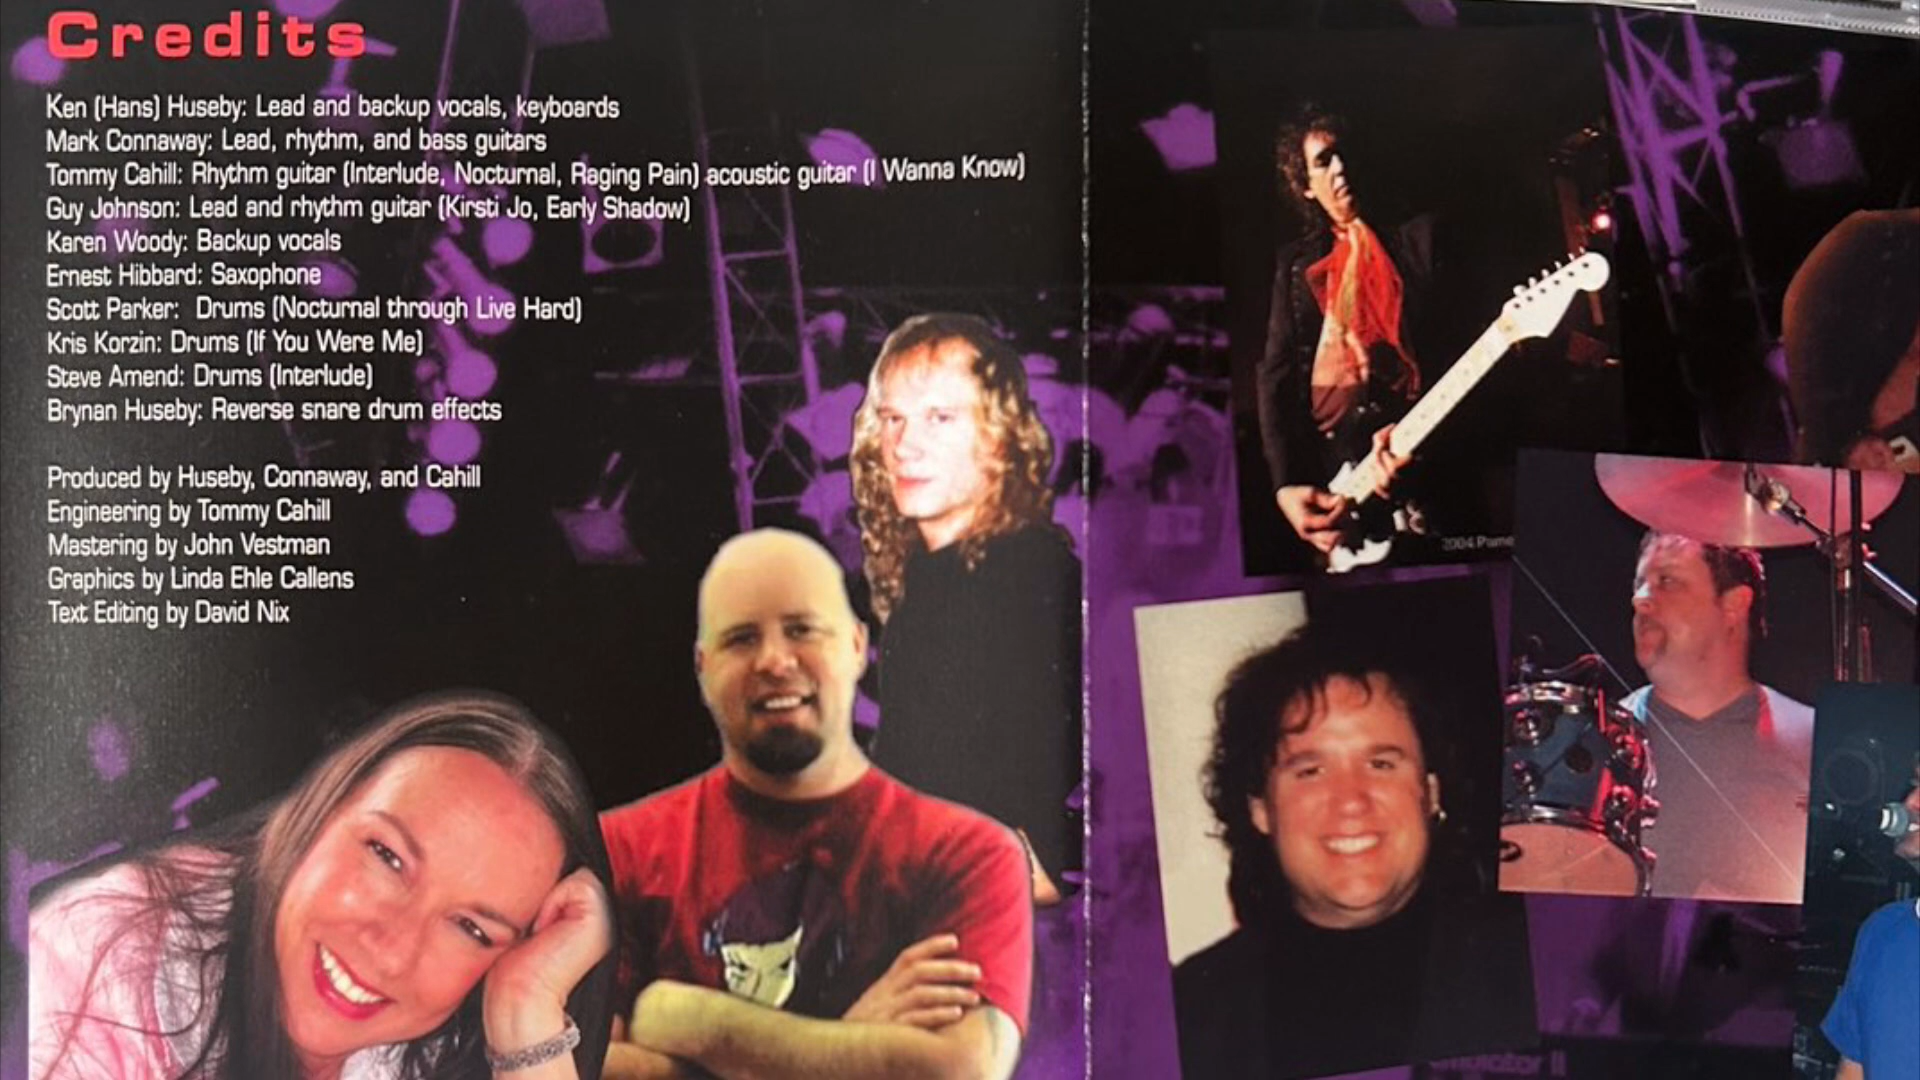 Credits
Ken (Hans) Huseby: Lead and backup vocals, keyboards
Mark Connaway: Lead, rhythm, and bass guitars
Tommy Cahill: Rhythm guitar (Interlude, Nocturnal, Raging Pain) acoustic guitar (I Wanna Know)
Guy Johnson: Lead and rhythm guitar (Kirsti Jo, Early Shadow)
Karen Woody: Backup vocals
Ernest Hibbard: Saxophone
Scott Parker: Drums (Nocturnal through Live Hard)
Kris Korzin: Drums (If You Were Me)
Steve Amend: Drums (Interlude)
Brynan Huseby: Reverse snare drum effects
Produced by Huseby, Connaway, and Cahill
Engineering by Tommy Cahill
Mastering by John Vestman
Graphics by Linda Ehle Callens
Text Editing by David Nix
2004